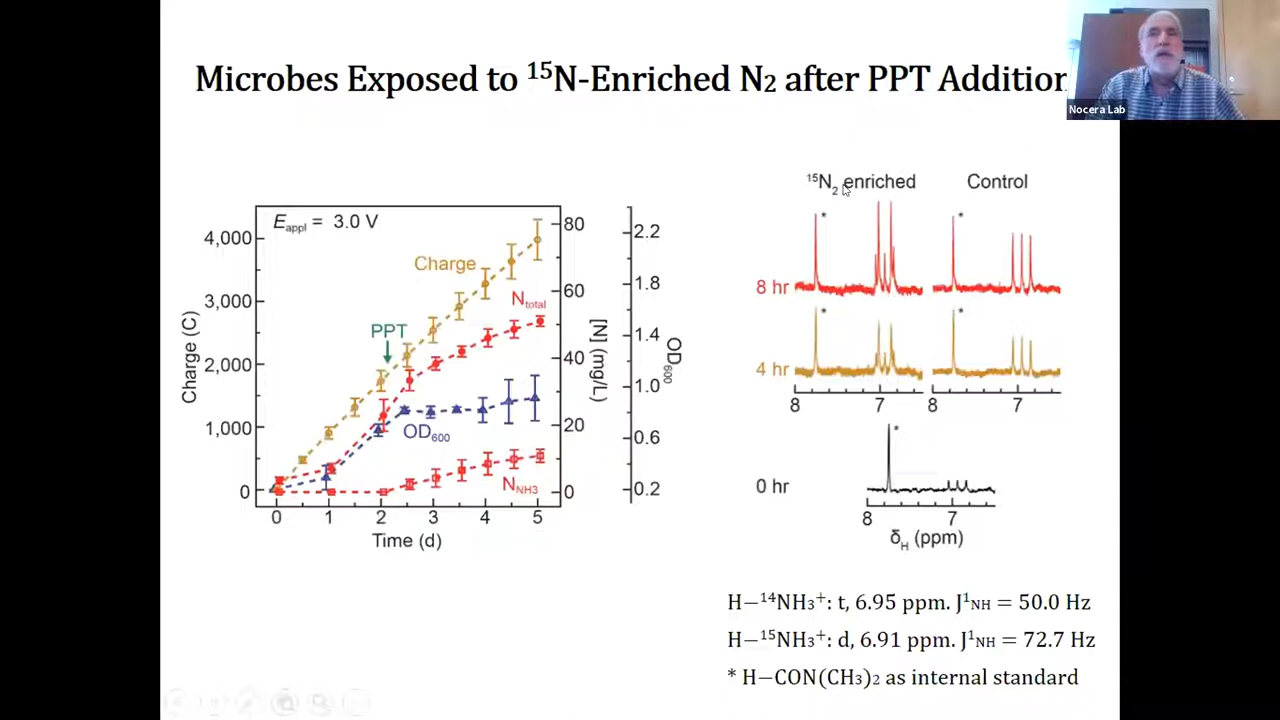 Microbes Exposed to ¹⁵N-Enriched N₂ after PPT Addition
Nocera Lab
E_appl = 3.0 V
Charge
N_total
PPT
OD₆₀₀
N_NH3
4,000
3,000
2,000
1,000
0
Charge (C)
80
60
40
20
0
[N] (mg/L)
2.2
1.8
1.4
1.0
0.6
0.2
OD₆₀₀
0 1 2 3 4 5
Time (d)
¹⁵N₂ enriched Control
* *
8 hr
* *
4 hr
8 7 8 7
*
0 hr
8 7
δ_H (ppm)
H−¹⁴NH₃⁺: t, 6.95 ppm. J¹NH = 50.0 Hz
H−¹⁵NH₃⁺: d, 6.91 ppm. J¹NH = 72.7 Hz
* H−CON(CH₃)₂ as internal standard